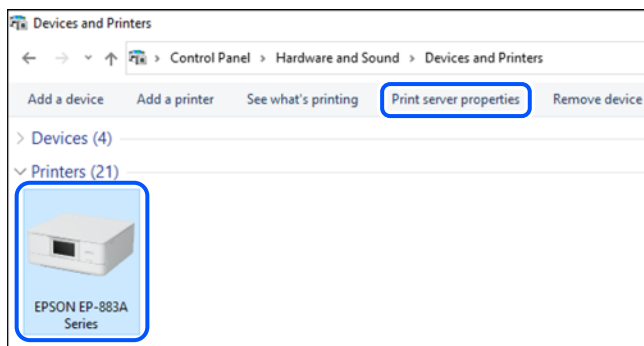 Devices and Printers
Control Panel > Hardware and Sound > Devices and Printers
Add a device Add a printer See what's printing Print server properties Remove device
Devices (4)
Printers (21)
EPSON EP-883A
Series